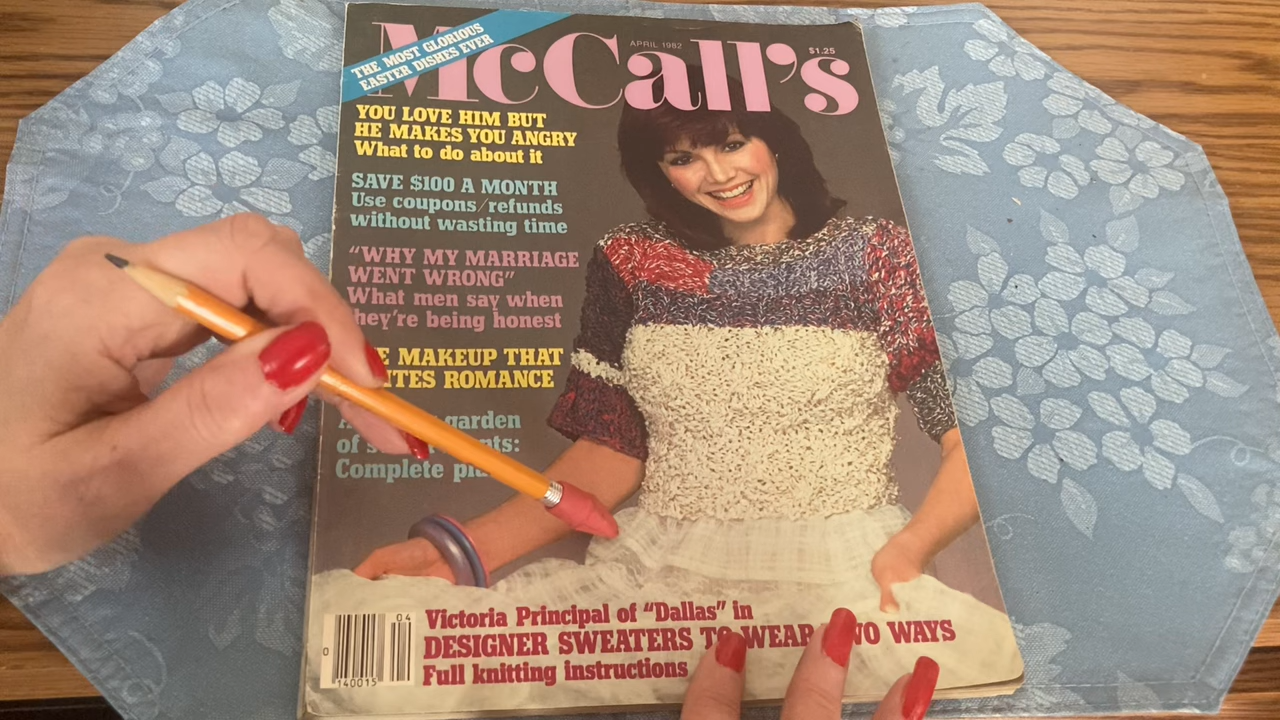 THE MOST GLORIOUS
EASTER DISHES EVER
McCall's
APRIL 1982
$1.25
YOU LOVE HIM BUT
HE MAKES YOU ANGRY
What to do about it
SAVE $100 A MONTH
Use coupons/refunds
without wasting time
"WHY MY MARRIAGE
WENT WRONG"
What men say when
they're being honest
MAKEUP THAT
ROMANCE
garden
of
Complete
04
0 140015
Victoria Principal of "Dallas" in
DESIGNER SWEATERS TO WEAR TWO WAYS
Full knitting instructions